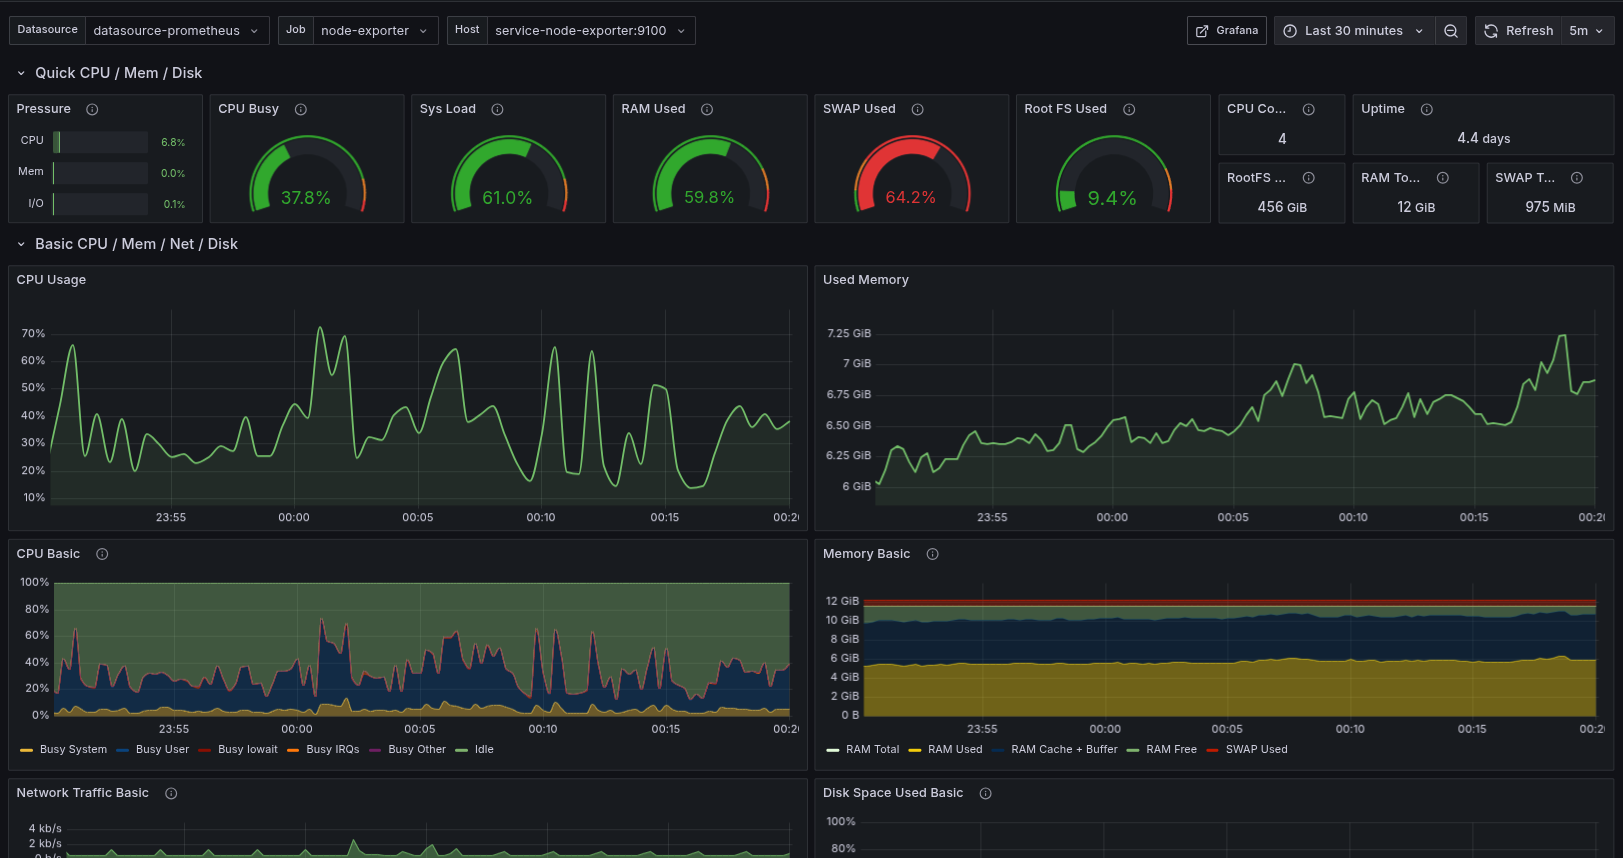 Datasource datasource-prometheus Job node-exporter Host service-node-exporter:9100 Grafana Last 30 minutes Refresh 5m
Quick CPU / Mem / Disk
Pressure CPU Busy Sys Load RAM Used SWAP Used Root FS Used CPU Co... Uptime
CPU 6.8%
Mem 0.0%
I/O 0.1%
37.8%
61.0%
59.8%
64.2%
9.4%
4
4.4 days
RootFS ... RAM To... SWAP T...
456 GiB 12 GiB 975 MiB
Basic CPU / Mem / Net / Disk
CPU Usage
70%
60%
50%
40%
30%
20%
10%
23:55 00:00 00:05 00:10 00:15 00:2
Used Memory
7.25 GiB
7 GiB
6.75 GiB
6.50 GiB
6.25 GiB
6 GiB
23:55 00:00 00:05 00:10 00:15 00:2
CPU Basic
100%
80%
60%
40%
20%
0%
23:55 00:00 00:05 00:10 00:15 00:2
Busy System Busy User Busy Iowait Busy IRQs Busy Other Idle
Memory Basic
12 GiB
10 GiB
8 GiB
6 GiB
4 GiB
2 GiB
0 B
23:55 00:00 00:05 00:10 00:15 00:2
RAM Total RAM Used RAM Cache + Buffer RAM Free SWAP Used
Network Traffic Basic
4 kb/s
2 kb/s
0 b/s
Disk Space Used Basic
100%
80%